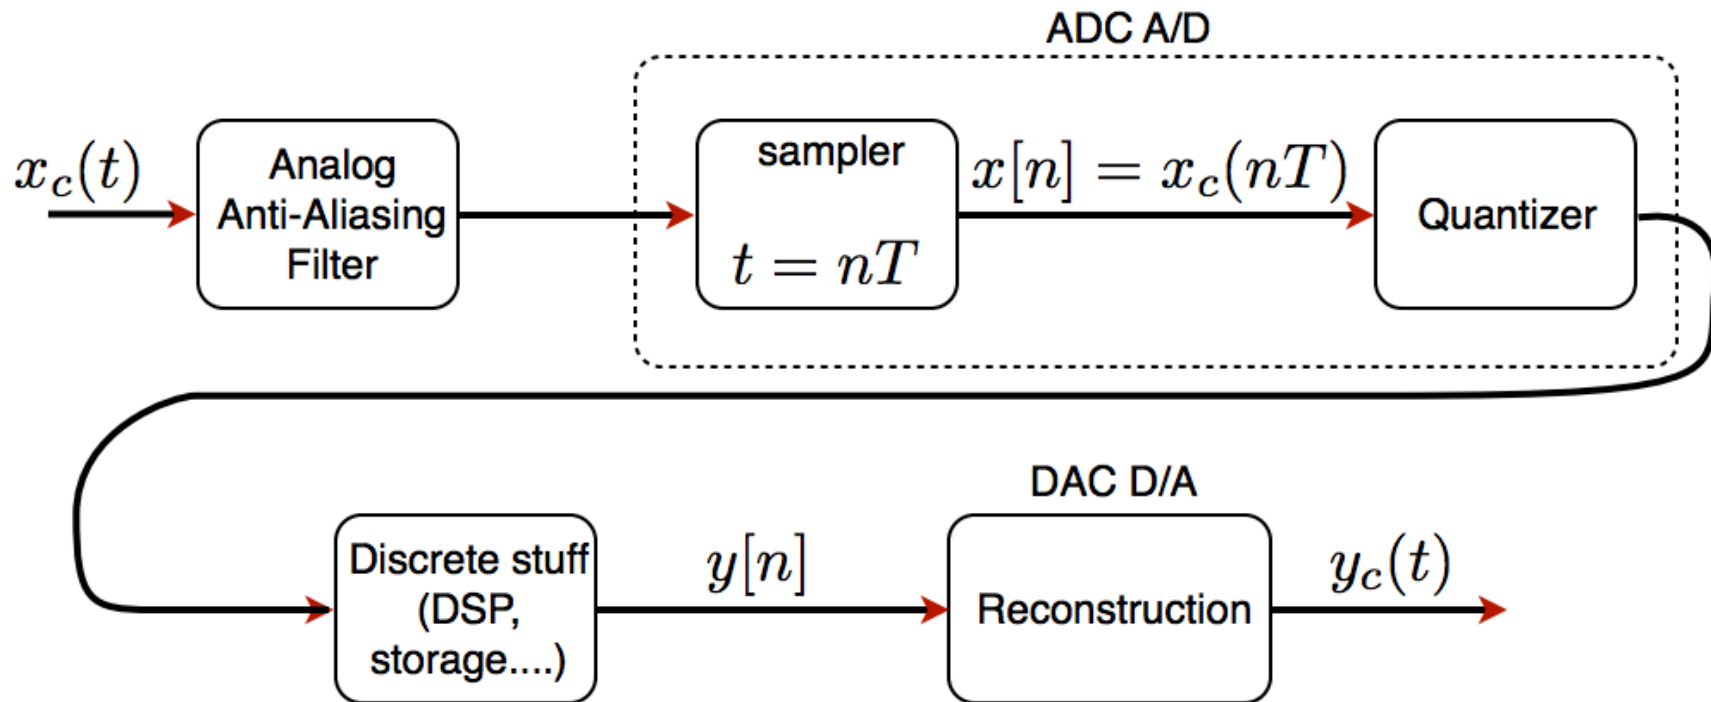 ADC A/D
x_c(t)
Analog
Anti-Aliasing
Filter
sampler
t = nT
x[n] = x_c(nT)
Quantizer
DAC D/A
Discrete stuff
(DSP,
storage....)
y[n]
Reconstruction
y_c(t)